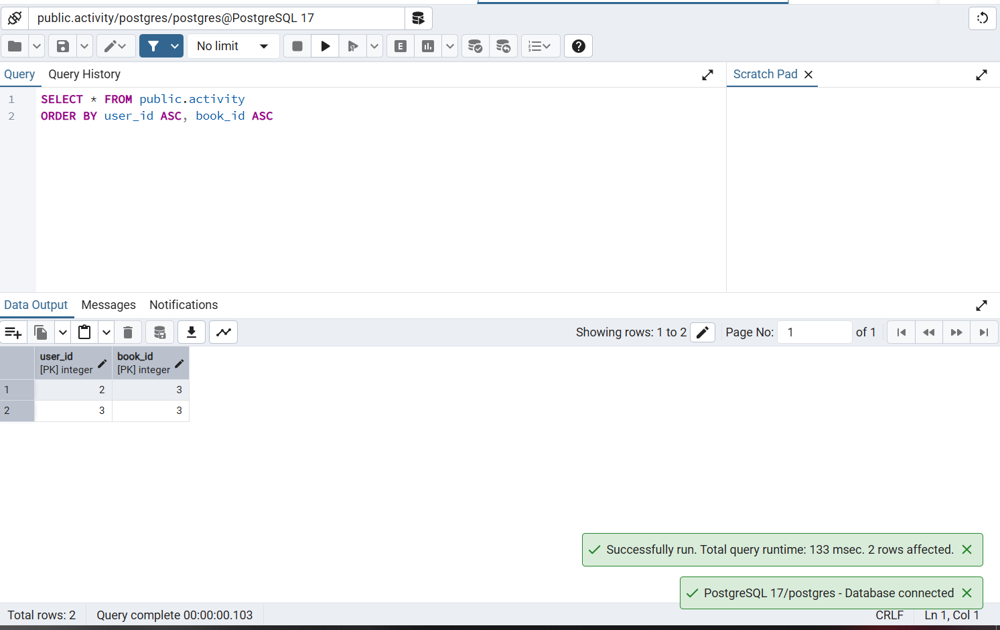 public.activity/postgres/postgres@PostgreSQL 17
No limit
E
Query Query History
Scratch Pad
1 SELECT * FROM public.activity
2 ORDER BY user_id ASC, book_id ASC
Data Output Messages Notifications
Showing rows: 1 to 2 Page No: 1 of 1
user_id book_id
[PK] integer [PK] integer
1 2 3
2 3 3
Successfully run. Total query runtime: 133 msec. 2 rows affected.
PostgreSQL 17/postgres - Database connected
Total rows: 2 Query complete 00:00:00.103 CRLF Ln 1, Col 1